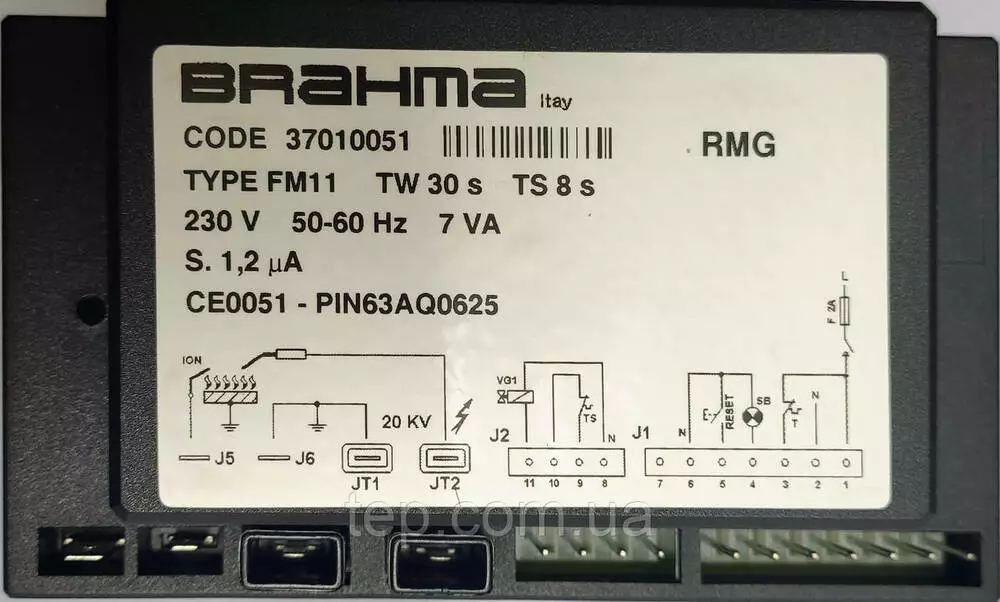 BRAHMA Itay
CODE 37010051
RMG
TYPE FM11 TW 30 s TS 8 s
230 V 50-60 Hz 7 VA
S. 1,2 μA
CE0051 - PIN63AQ0625
L
F 2A
ION
VG1
TS
N
20 KV
J5
J6
JT1
JT2
J2
11 10 9 8
J1
N
RESET
SB
T
N
7 6 5 4 3 2 1
tep.com.ua